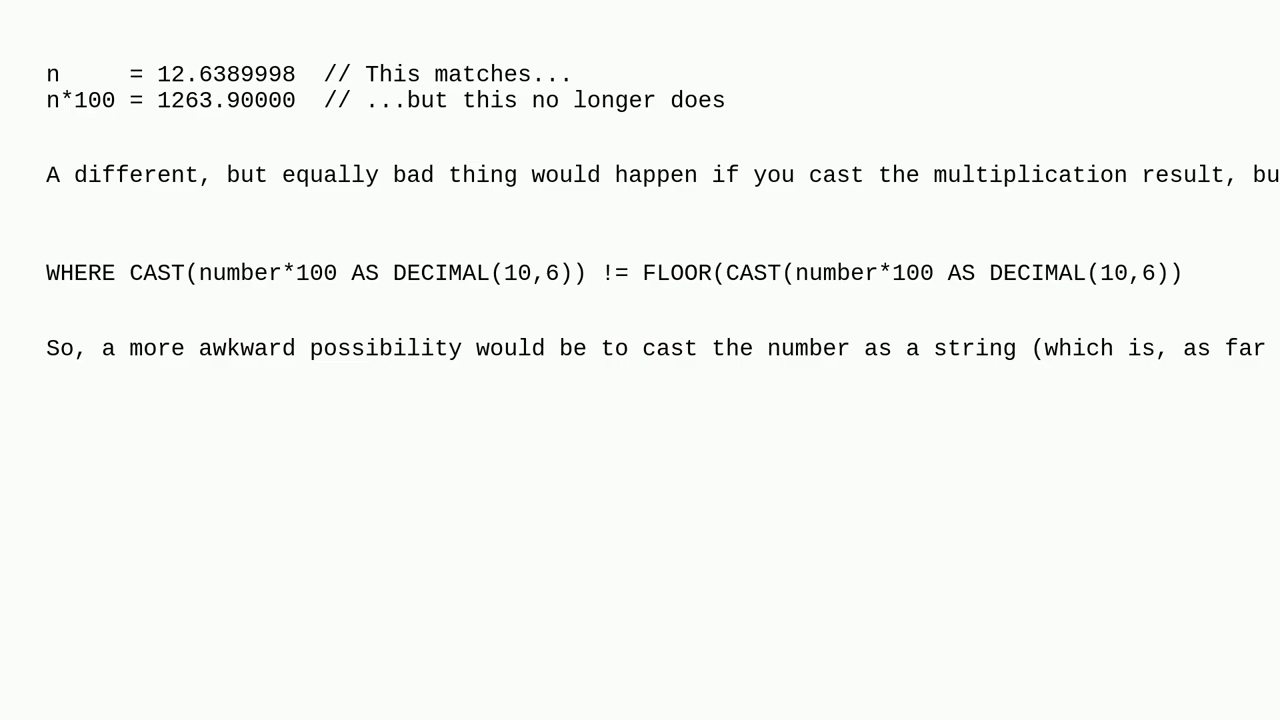 n     = 12.6389998  // This matches...
n*100 = 1263.90000  // ...but this no longer does
A different, but equally bad thing would happen if you cast the multiplication result, bu
WHERE CAST(number*100 AS DECIMAL(10,6)) != FLOOR(CAST(number*100 AS DECIMAL(10,6))
So, a more awkward possibility would be to cast the number as a string (which is, as far